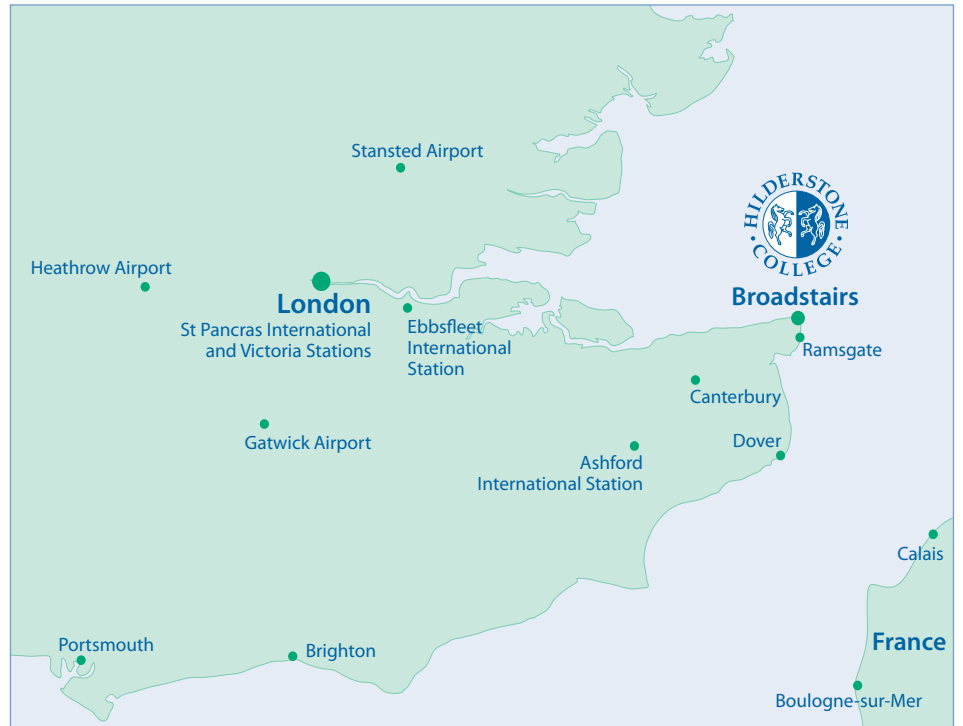 Stansted Airport
HILDERSTONE
• COLLEGE •
Heathrow Airport
Broadstairs
London
St Pancras International
and Victoria Stations
Ebbsfleet
International
Station
Ramsgate
Canterbury
Gatwick Airport
Dover
Ashford
International Station
Calais
Portsmouth
Brighton
France
Boulogne-sur-Mer